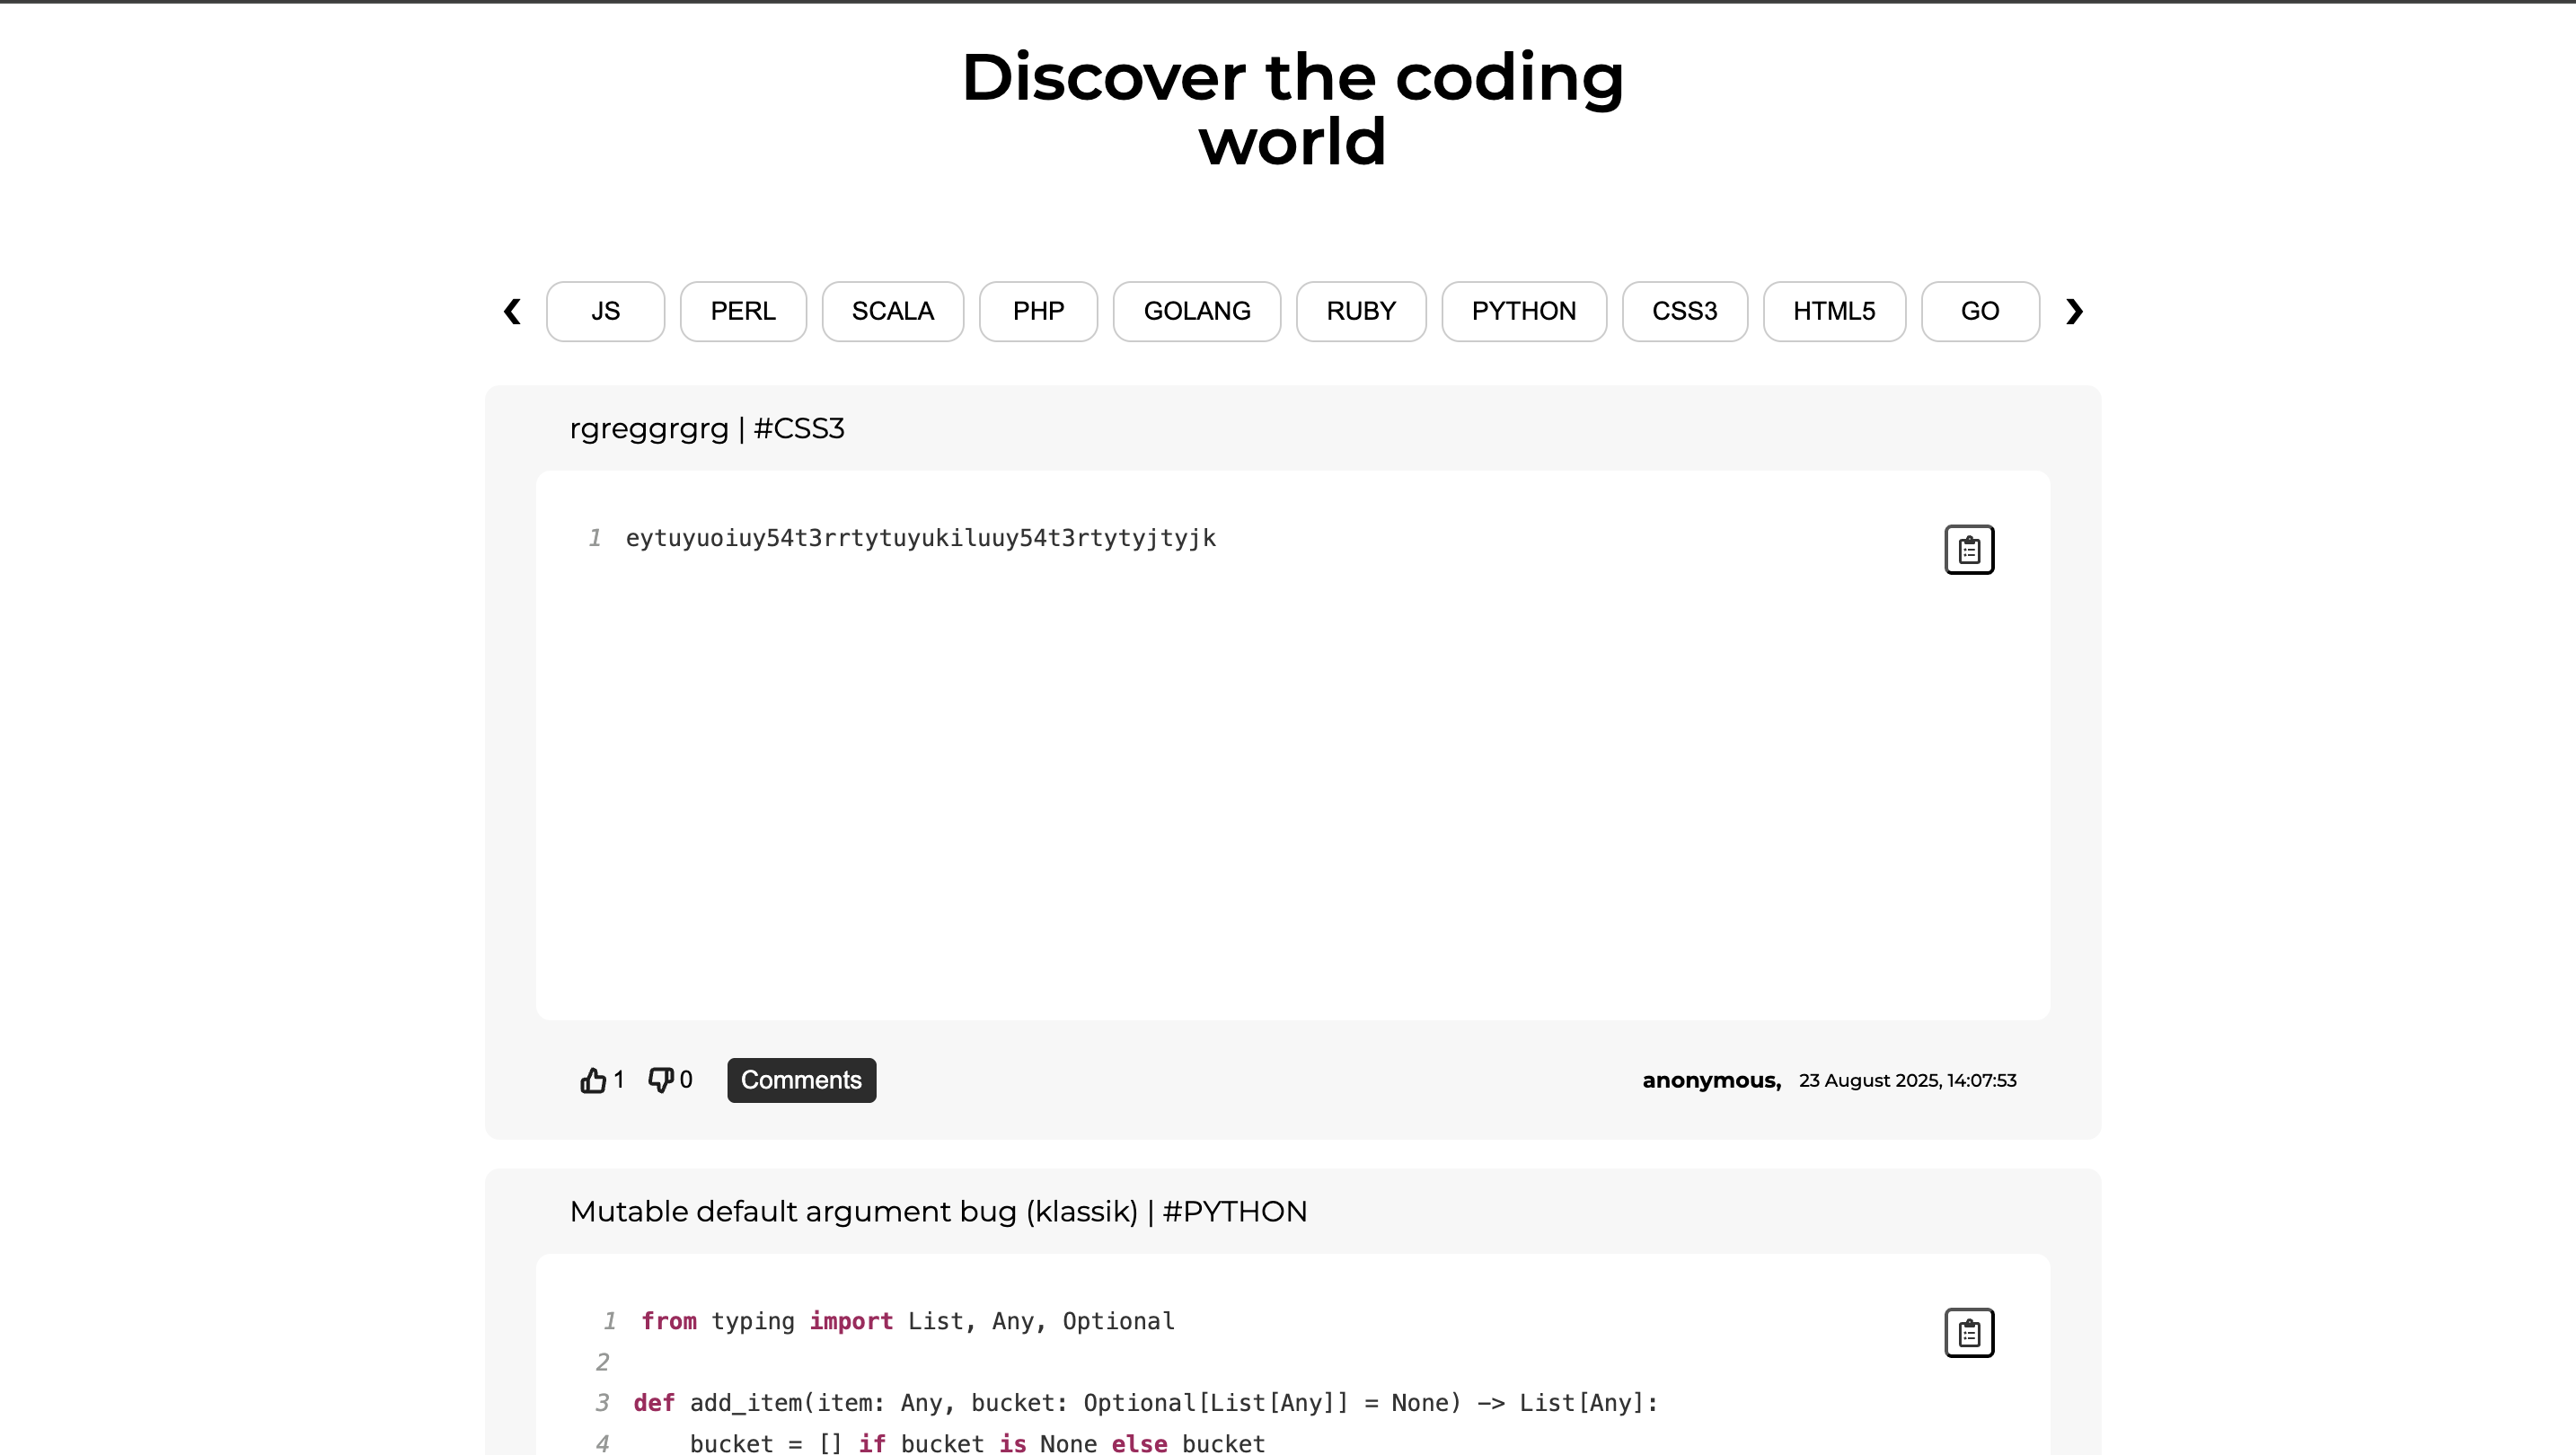 Discover the coding
world
JS PERL SCALA PHP GOLANG RUBY PYTHON CSS3 HTML5 GO
rgreggrgrg | #CSS3
1 eytuyuoiuy54t3rrtytuyukiluuy54t3rtytyjtyjk
1 0 Comments anonymous, 23 August 2025, 14:07:53
Mutable default argument bug (klassik) | #PYTHON
1 from typing import List, Any, Optional
2
3 def add_item(item: Any, bucket: Optional[List[Any]] = None) -> List[Any]:
4 bucket = [] if bucket is None else bucket